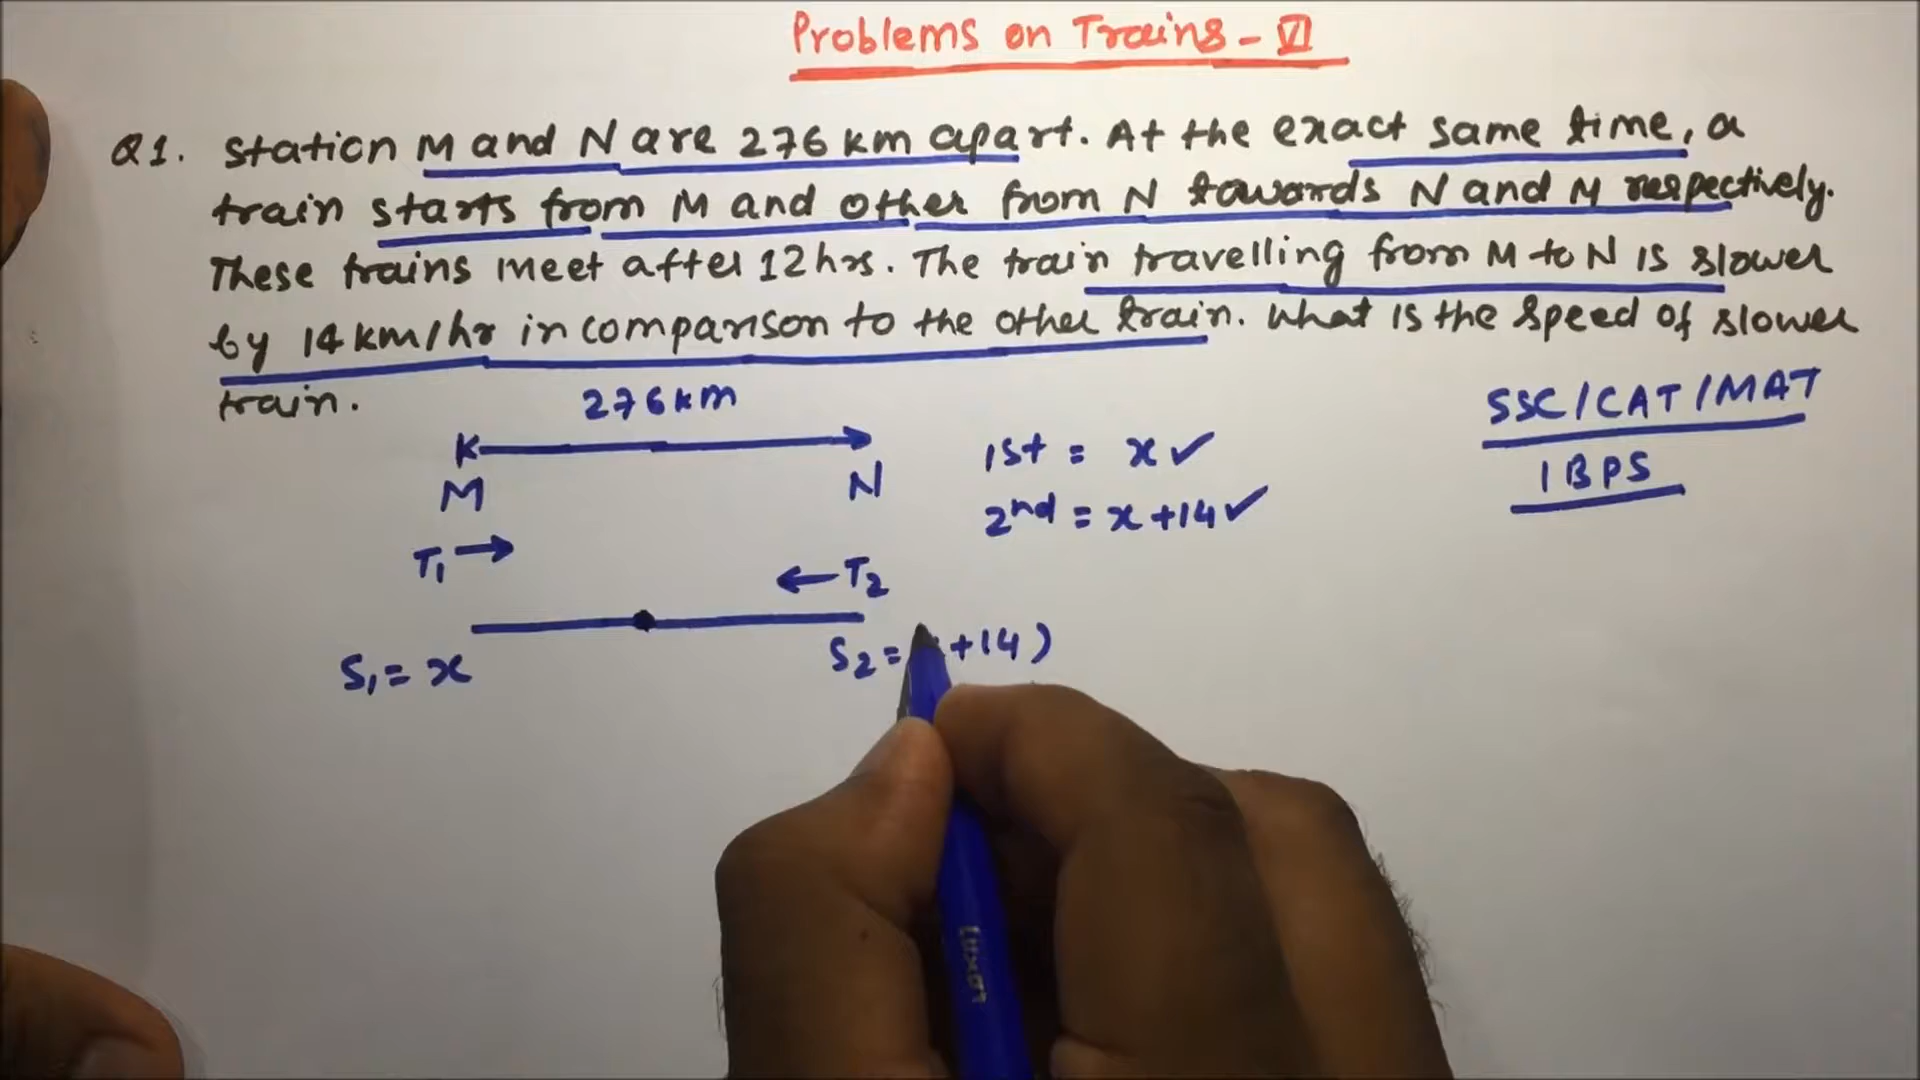 Problems on Trains - VI
Q1. Station M and N are 276 km apart. At the exact same time, a
train starts from M and other from N towards N and M respectively.
These trains meet after 12 hrs. The train travelling from M to N is slower
by 14 km/hr in comparison to the other train. What is the speed of slower
train.
276 km
M
N
1st = x ✓
2nd = x + 14 ✓
SSC/CAT/MAT
IBPS
T1 →
← T2
S1 = x
S2 = +14)
Luxor